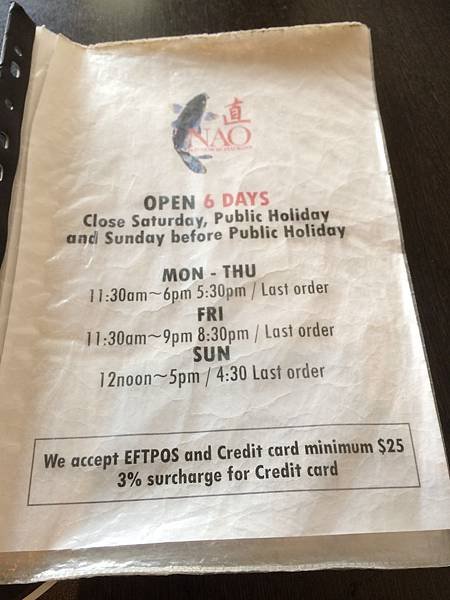 直
NAO
OPEN 6 DAYS
Close Saturday, Public Holiday
and Sunday before Public Holiday
MON - THU
11:30am~6pm 5:30pm / Last order
FRI
11:30am~9pm 8:30pm / Last order
SUN
12noon~5pm / 4:30 Last order
We accept EFTPOS and Credit card minimum $25
3% surcharge for Credit card